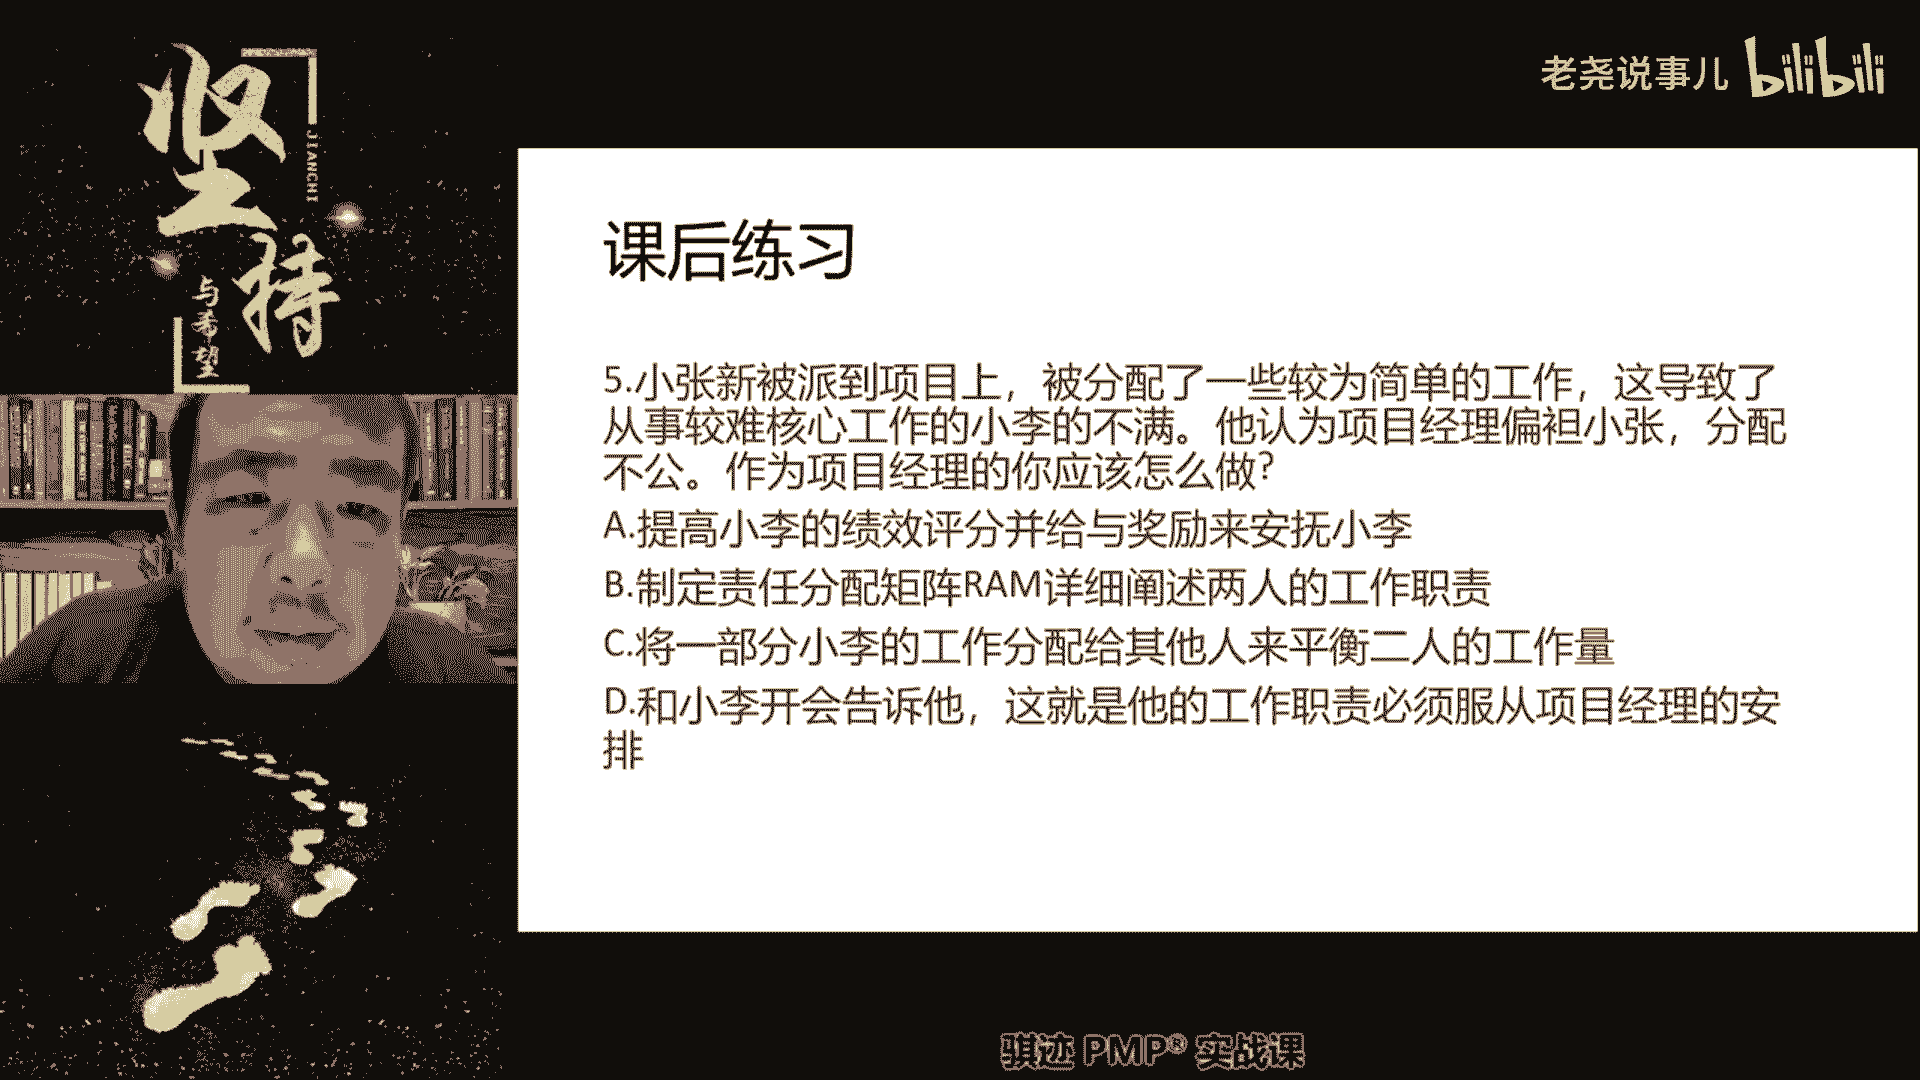 坚持
JIANCHI
与希望
老尧说事儿 bilibili
课后练习
5.小张新被派到项目上，被分配了一些较为简单的工作，这导致了
从事较难核心工作的小李的不满。他认为项目经理偏袒小张，分配
不公。作为项目经理的你应该怎么做?
A.提高小李的绩效评分并给与奖励来安抚小李
B.制定责任分配矩阵RAM详细阐述两人的工作职责
C.将一部分小李的工作分配给其他人来平衡二人的工作量
D.和小李开会告诉他，这就是他的工作职责必须服从项目经理的安
排
骐迹 PMP® 实战课